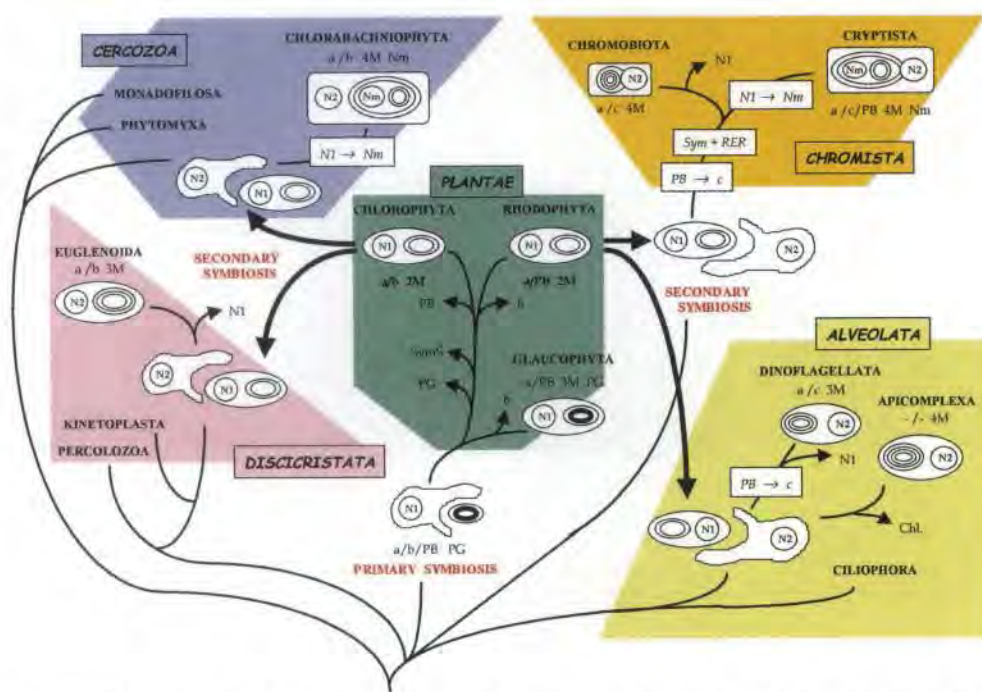 CERCOZOA
CHLORARACHNIOPHYTA
a/b 4M Nm
N2
Nm
MONADOFILOSA
PHYTOMYXA
N1 → Nm
N2
N1
CHROMOBIOTA
N2
a/c 4M
N1
CRYPTISTA
Nm
N2
N1 → Nm
a/c/PB 4M Nm
Sym + RER
CHROMISTA
PB → c
PLANTAE
CHLOROPHYTA
RHODOPHYTA
N1
N1
a/b 2M
a/PB 2M
N1
N2
SECONDARY
SYMBIOSIS
SECONDARY
SYMBIOSIS
EUGLENOIDA
a/b 3M
N2
N1
N2
N1
KINETOPLASTA
PERCOLOZOA
DISCICRISTATA
PB
b
PG
GLAUCOPHYTA
a/PB 3M PG
b
N1
N1
a/b/PB PG
PRIMARY SYMBIOSIS
ALVEOLATA
DINOFLAGELLATA
a/c 3M
N2
APICOMPLEXA
-/- 4M
N2
N1
PB → c
N1
N2
Chl.
CILIOPHORA